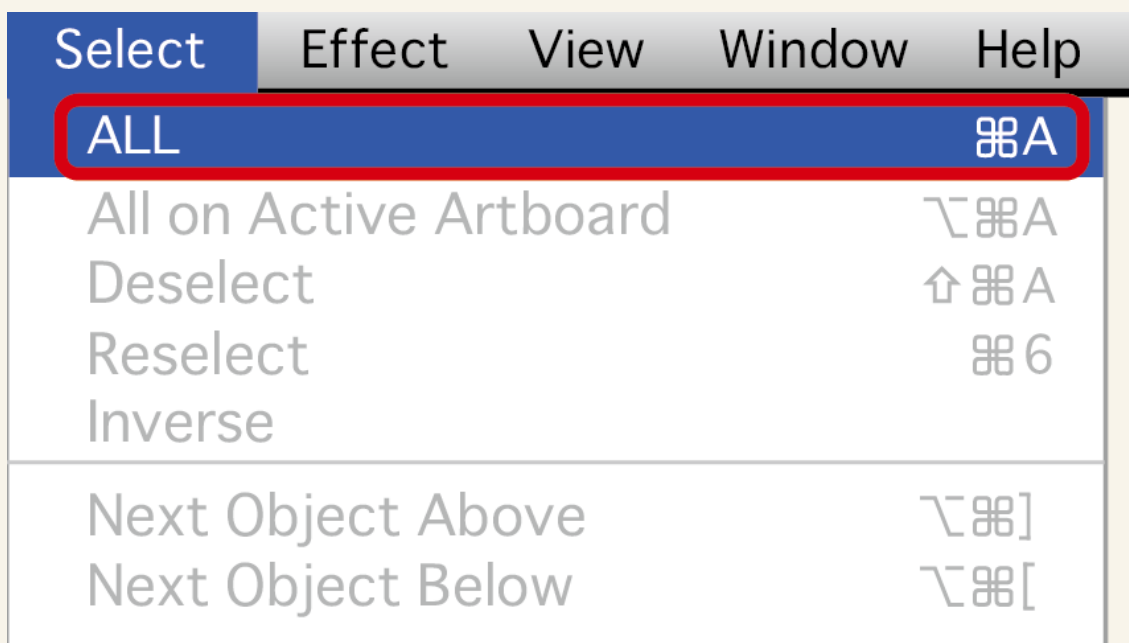 Select Effect View Window Help
ALL ⌘A
All on Active Artboard ⌥⌘A
Deselect ⇧⌘A
Reselect ⌘6
Inverse
Next Object Above ⌥⌘]
Next Object Below ⌥⌘[